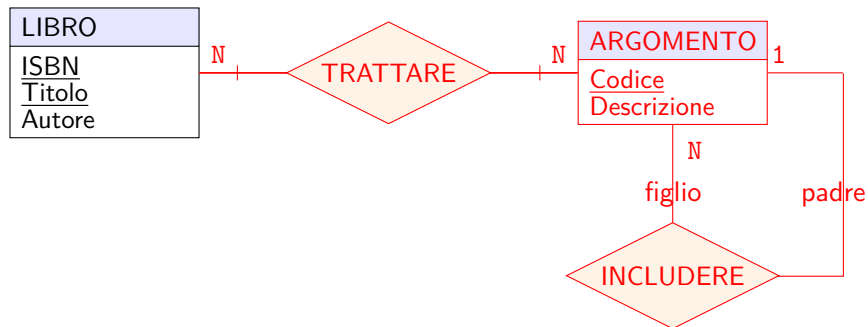 LIBRO
ISBN
Titolo
Autore
N
TRATTARE
N
ARGOMENTO
Codice
Descrizione
1
N
figlio
padre
INCLUDERE